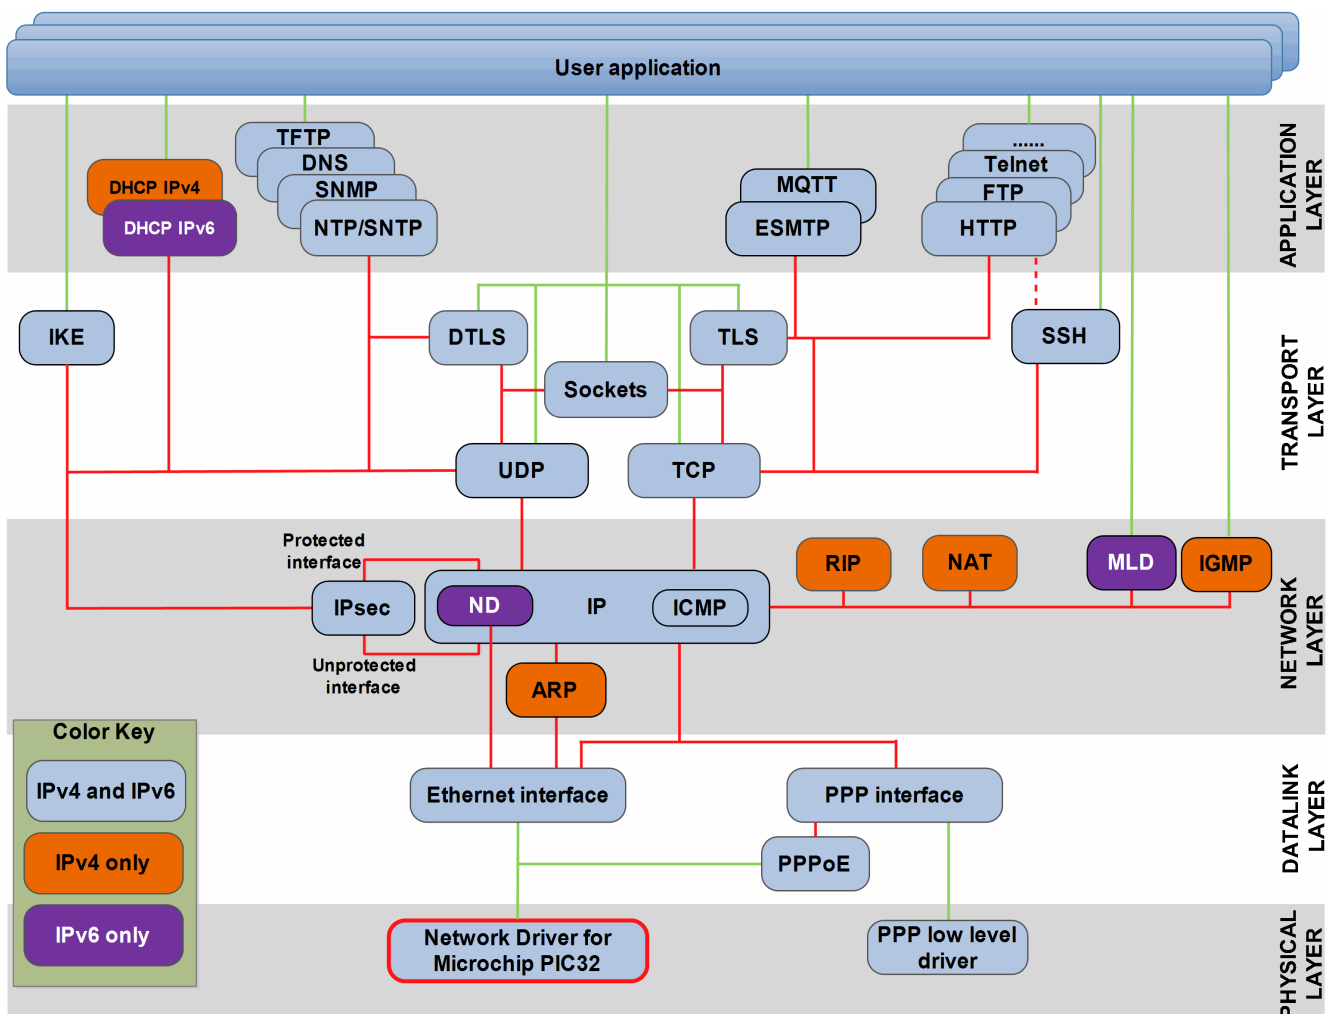 User application
TFTP
DNS
SNMP
NTP/SNTP
DHCP IPv4
DHCP IPv6
MQTT
ESMTP
......
Telnet
FTP
HTTP
APPLICATION
LAYER
IKE
DTLS
TLS
SSH
Sockets
UDP
TCP
TRANSPORT
LAYER
Protected
interface
IPsec
Unprotected
interface
ND
IP
ICMP
ARP
RIP
NAT
MLD
IGMP
NETWORK
LAYER
Color Key
IPv4 and IPv6
IPv4 only
IPv6 only
Ethernet interface
PPP interface
PPPoE
DATALINK
LAYER
Network Driver for
Microchip PIC32
PPP low level
driver
PHYSICAL
LAYER